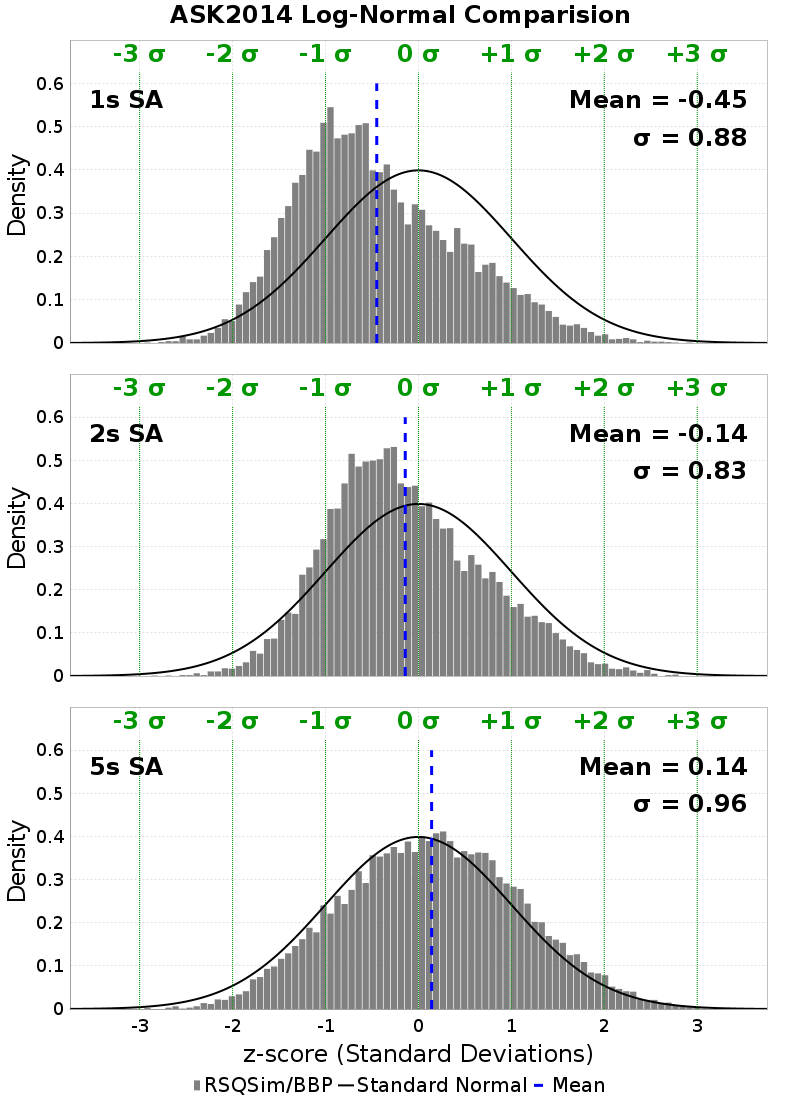 ASK2014 Log-Normal Comparision
-3 σ -2 σ -1 σ 0 σ +1 σ +2 σ +3 σ
1s SA
Mean = -0.45
σ = 0.88
Density
0.6
0.5
0.4
0.3
0.2
0.1
0
-3 σ -2 σ -1 σ 0 σ +1 σ +2 σ +3 σ
2s SA
Mean = -0.14
σ = 0.83
Density
0.6
0.5
0.4
0.3
0.2
0.1
0
-3 σ -2 σ -1 σ 0 σ +1 σ +2 σ +3 σ
5s SA
Mean = 0.14
σ = 0.96
Density
0.6
0.5
0.4
0.3
0.2
0.1
0
-3 -2 -1 0 1 2 3
z-score (Standard Deviations)
RSQSim/BBP Standard Normal Mean